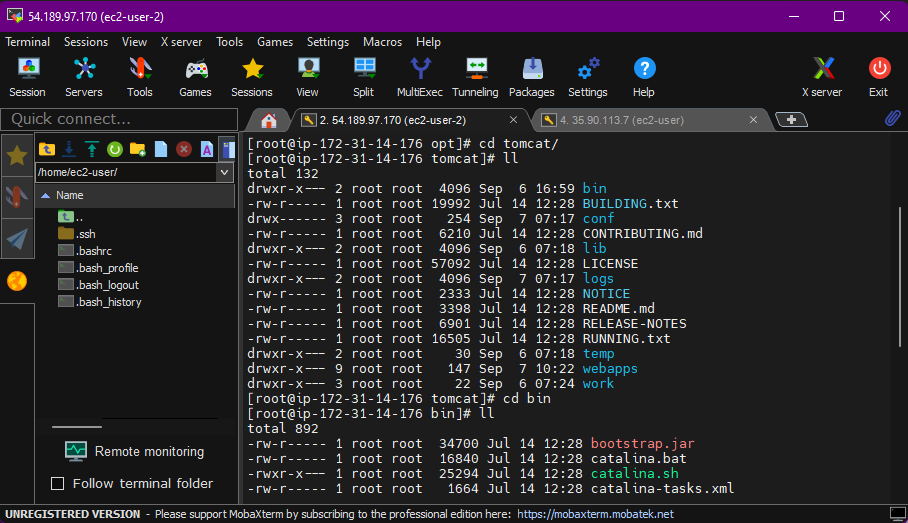 54.189.97.170 (ec2-user-2)
Terminal Sessions View X server Tools Games Settings Macros Help
Session Servers Tools Games Sessions View Split MultiExec Tunneling Packages Settings Help X server Exit
Quick connect...
2. 54.189.97.170 (ec2-user-2)
4. 35.90.113.7 (ec2-user)
/home/ec2-user/
Name
..
.ssh
.bashrc
.bash_profile
.bash_logout
.bash_history
Remote monitoring
Follow terminal folder
[root@ip-172-31-14-176 opt]# cd tomcat/
[root@ip-172-31-14-176 tomcat]# ll
total 132
drwxr-x--- 2 root root  4096 Sep  6 16:59 bin
-rw-r----- 1 root root 19992 Jul 14 12:28 BUILDING.txt
drwx------ 3 root root   254 Sep  7 07:17 conf
-rw-r----- 1 root root  6210 Jul 14 12:28 CONTRIBUTING.md
drwxr-x--- 2 root root  4096 Sep  6 07:18 lib
-rw-r----- 1 root root 57092 Jul 14 12:28 LICENSE
drwxr-x--- 2 root root  4096 Sep  7 07:17 logs
-rw-r----- 1 root root  2333 Jul 14 12:28 NOTICE
-rw-r----- 1 root root  3398 Jul 14 12:28 README.md
-rw-r----- 1 root root  6901 Jul 14 12:28 RELEASE-NOTES
-rw-r----- 1 root root 16505 Jul 14 12:28 RUNNING.txt
drwxr-x--- 2 root root    30 Sep  6 07:18 temp
drwxr-x--- 9 root root   147 Sep  7 10:22 webapps
drwxr-x--- 3 root root    22 Sep  6 07:24 work
[root@ip-172-31-14-176 tomcat]# cd bin
[root@ip-172-31-14-176 bin]# ll
total 892
-rw-r----- 1 root root  34700 Jul 14 12:28 bootstrap.jar
-rw-r----- 1 root root  16840 Jul 14 12:28 catalina.bat
-rwxr-x--- 1 root root  25294 Jul 14 12:28 catalina.sh
-rw-r----- 1 root root   1664 Jul 14 12:28 catalina-tasks.xml
UNREGISTERED VERSION - Please support MobaXterm by subscribing to the professional edition here: https://mobaxterm.mobatek.net